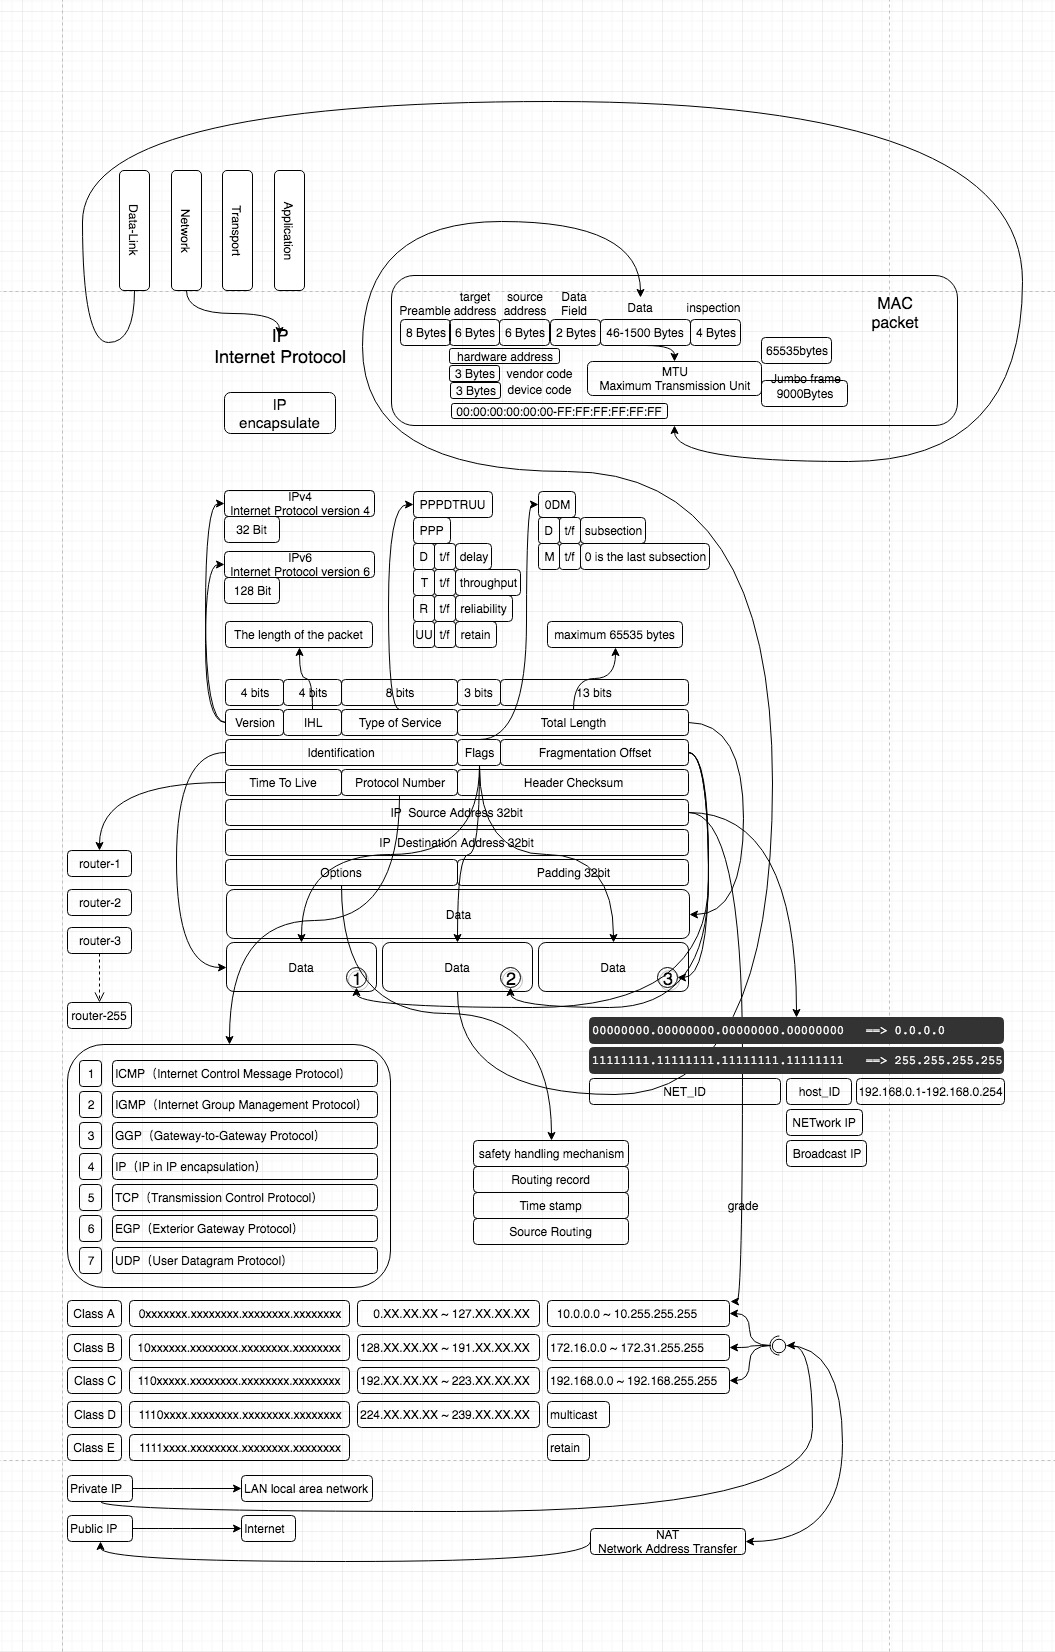 Data-Link
Network
Transport
Application
IP
Internet Protocol
IP
encapsulate
MAC
packet
Preamble
target
address
source
address
Data
Field
Data
inspection
8 Bytes
6 Bytes
6 Bytes
2 Bytes
46-1500 Bytes
4 Bytes
hardware address
3 Bytes
vendor code
3 Bytes
device code
00:00:00:00:00:00-FF:FF:FF:FF:FF:FF
MTU
Maximum Transmission Unit
65535bytes
Jumbo frame
9000Bytes
IPv4
Internet Protocol version 4
32 Bit
IPv6
Internet Protocol version 6
128 Bit
PPPDTRUU
PPP
D t/f delay
T t/f throughput
R t/f reliability
UU t/f retain
0DM
D t/f subsection
M t/f 0 is the last subsection
The length of the packet
maximum 65535 bytes
4 bits 4 bits 8 bits 3 bits 13 bits
Version IHL Type of Service Total Length
Identification Flags Fragmentation Offset
Time To Live Protocol Number Header Checksum
IP Source Address 32bit
IP Destination Address 32bit
Options Padding 32bit
Data
Data 1 Data 2 Data 3
router-1
router-2
router-3
router-255
00000000.00000000.00000000.00000000 ==> 0.0.0.0
11111111.11111111.11111111.11111111 ==> 255.255.255.255
NET_ID host_ID 192.168.0.1-192.168.0.254
NETwork IP
Broadcast IP
1 ICMP（Internet Control Message Protocol）
2 IGMP（Internet Group Management Protocol）
3 GGP（Gateway-to-Gateway Protocol）
4 IP（IP in IP encapsulation）
5 TCP（Transmission Control Protocol）
6 EGP（Exterior Gateway Protocol）
7 UDP（User Datagram Protocol）
safety handling mechanism
Routing record
Time stamp
Source Routing
grade
Class A 0xxxxxxx.xxxxxxxx.xxxxxxxx.xxxxxxxx 0.XX.XX.XX ~ 127.XX.XX.XX 10.0.0.0 ~ 10.255.255.255
Class B 10xxxxxx.xxxxxxxx.xxxxxxxx.xxxxxxxx 128.XX.XX.XX ~ 191.XX.XX.XX 172.16.0.0 ~ 172.31.255.255
Class C 110xxxxx.xxxxxxxx.xxxxxxxx.xxxxxxxx 192.XX.XX.XX ~ 223.XX.XX.XX 192.168.0.0 ~ 192.168.255.255
Class D 1110xxxx.xxxxxxxx.xxxxxxxx.xxxxxxxx 224.XX.XX.XX ~ 239.XX.XX.XX multicast
Class E 1111xxxx.xxxxxxxx.xxxxxxxx.xxxxxxxx retain
Private IP LAN local area network
Public IP Internet
NAT
Network Address Transfer